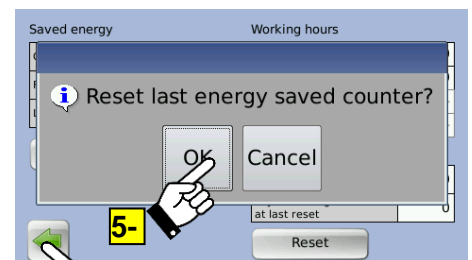 Saved energy
Working hours
Reset last energy saved counter?
OK
Cancel
5-
at last reset
0
Reset